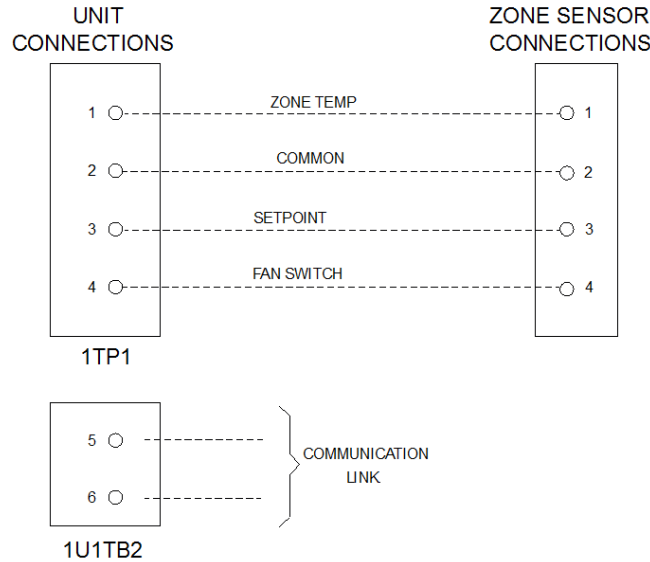 UNIT
CONNECTIONS
ZONE SENSOR
CONNECTIONS
1 ZONE TEMP 1
2 COMMON 2
3 SETPOINT 3
4 FAN SWITCH 4
1TP1
5
COMMUNICATION
LINK
6
1U1TB2